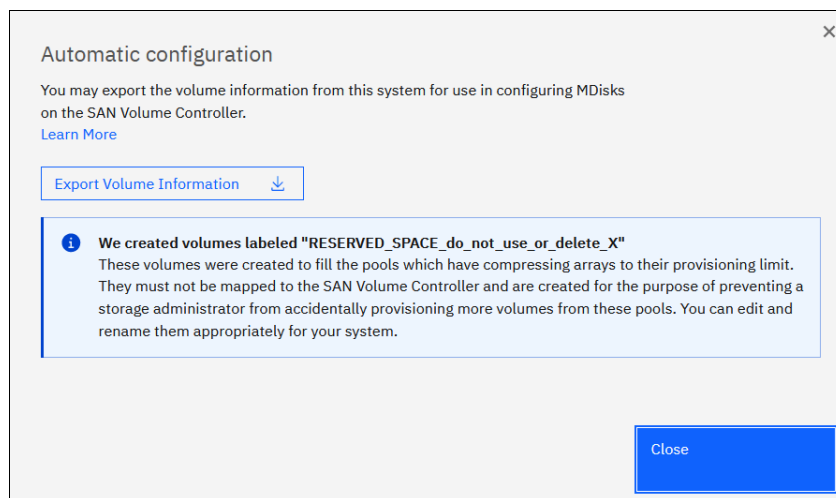 Automatic configuration
You may export the volume information from this system for use in configuring MDisks
on the SAN Volume Controller.
Learn More
Export Volume Information
We created volumes labeled "RESERVED_SPACE_do_not_use_or_delete_X"
These volumes were created to fill the pools which have compressing arrays to their provisioning limit.
They must not be mapped to the SAN Volume Controller and are created for the purpose of preventing a
storage administrator from accidentally provisioning more volumes from these pools. You can edit and
rename them appropriately for your system.
Close